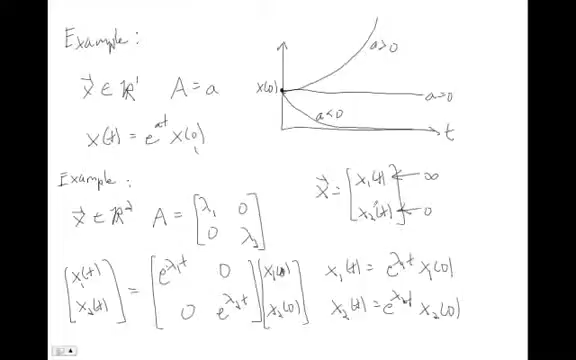 Example:
x⃗ ∈ ℝ¹ A = a
x(t) = e^{at} x(0)
a>0
x(0)
a=0
a<0
t
Example:
x⃗ ∈ ℝ² A = [λ₁ 0
0 λ₂]
x⃗ = [x₁(t) ← ∞
x₂(t)] ← 0
[x₁(t) = [e^{λ₁t} 0 [x₁(0)
x₂(t)] 0 e^{λ₂t}] x₂(0)]
x₁(t) = e^{λ₁t} x₁(0)
x₂(t) = e^{λ₂t} x₂(0)